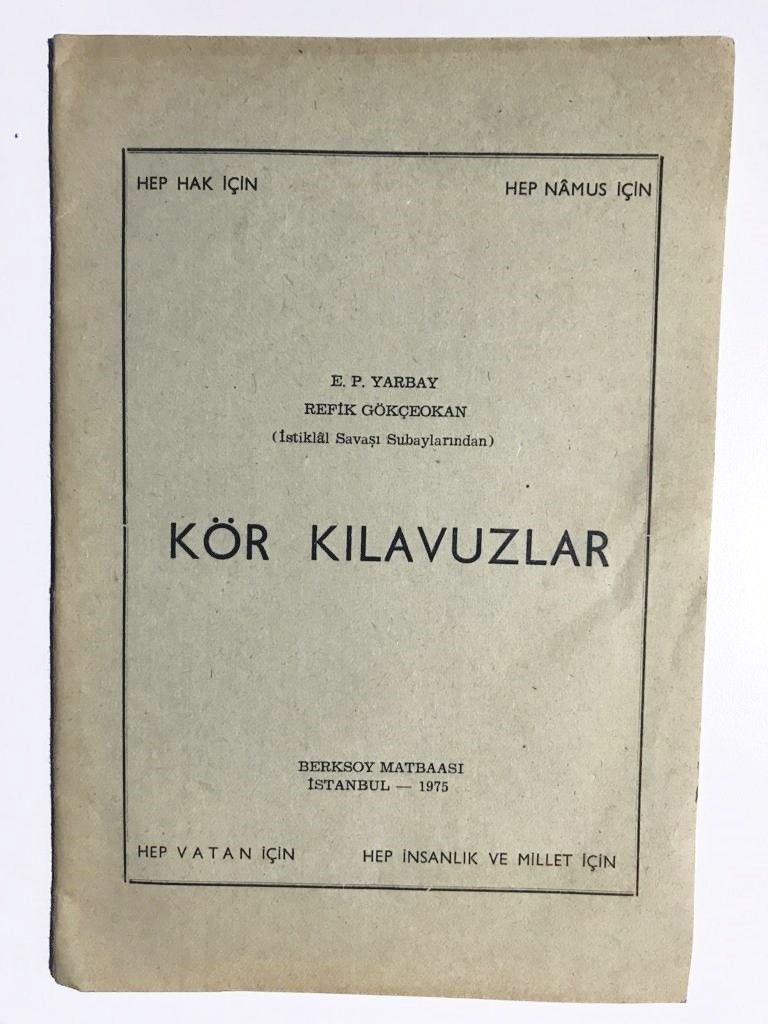 HEP HAK İÇİN
HEP NÂMUS İÇİN
E. P. YARBAY
REFİK GÖKÇEOKAN
(İstiklâl Savaşı Subaylarından)
KÖR KILAVUZLAR
BERKSOY MATBAASI
İSTANBUL — 1975
HEP VATAN İÇİN
HEP İNSANLIK VE MİLLET İÇİN